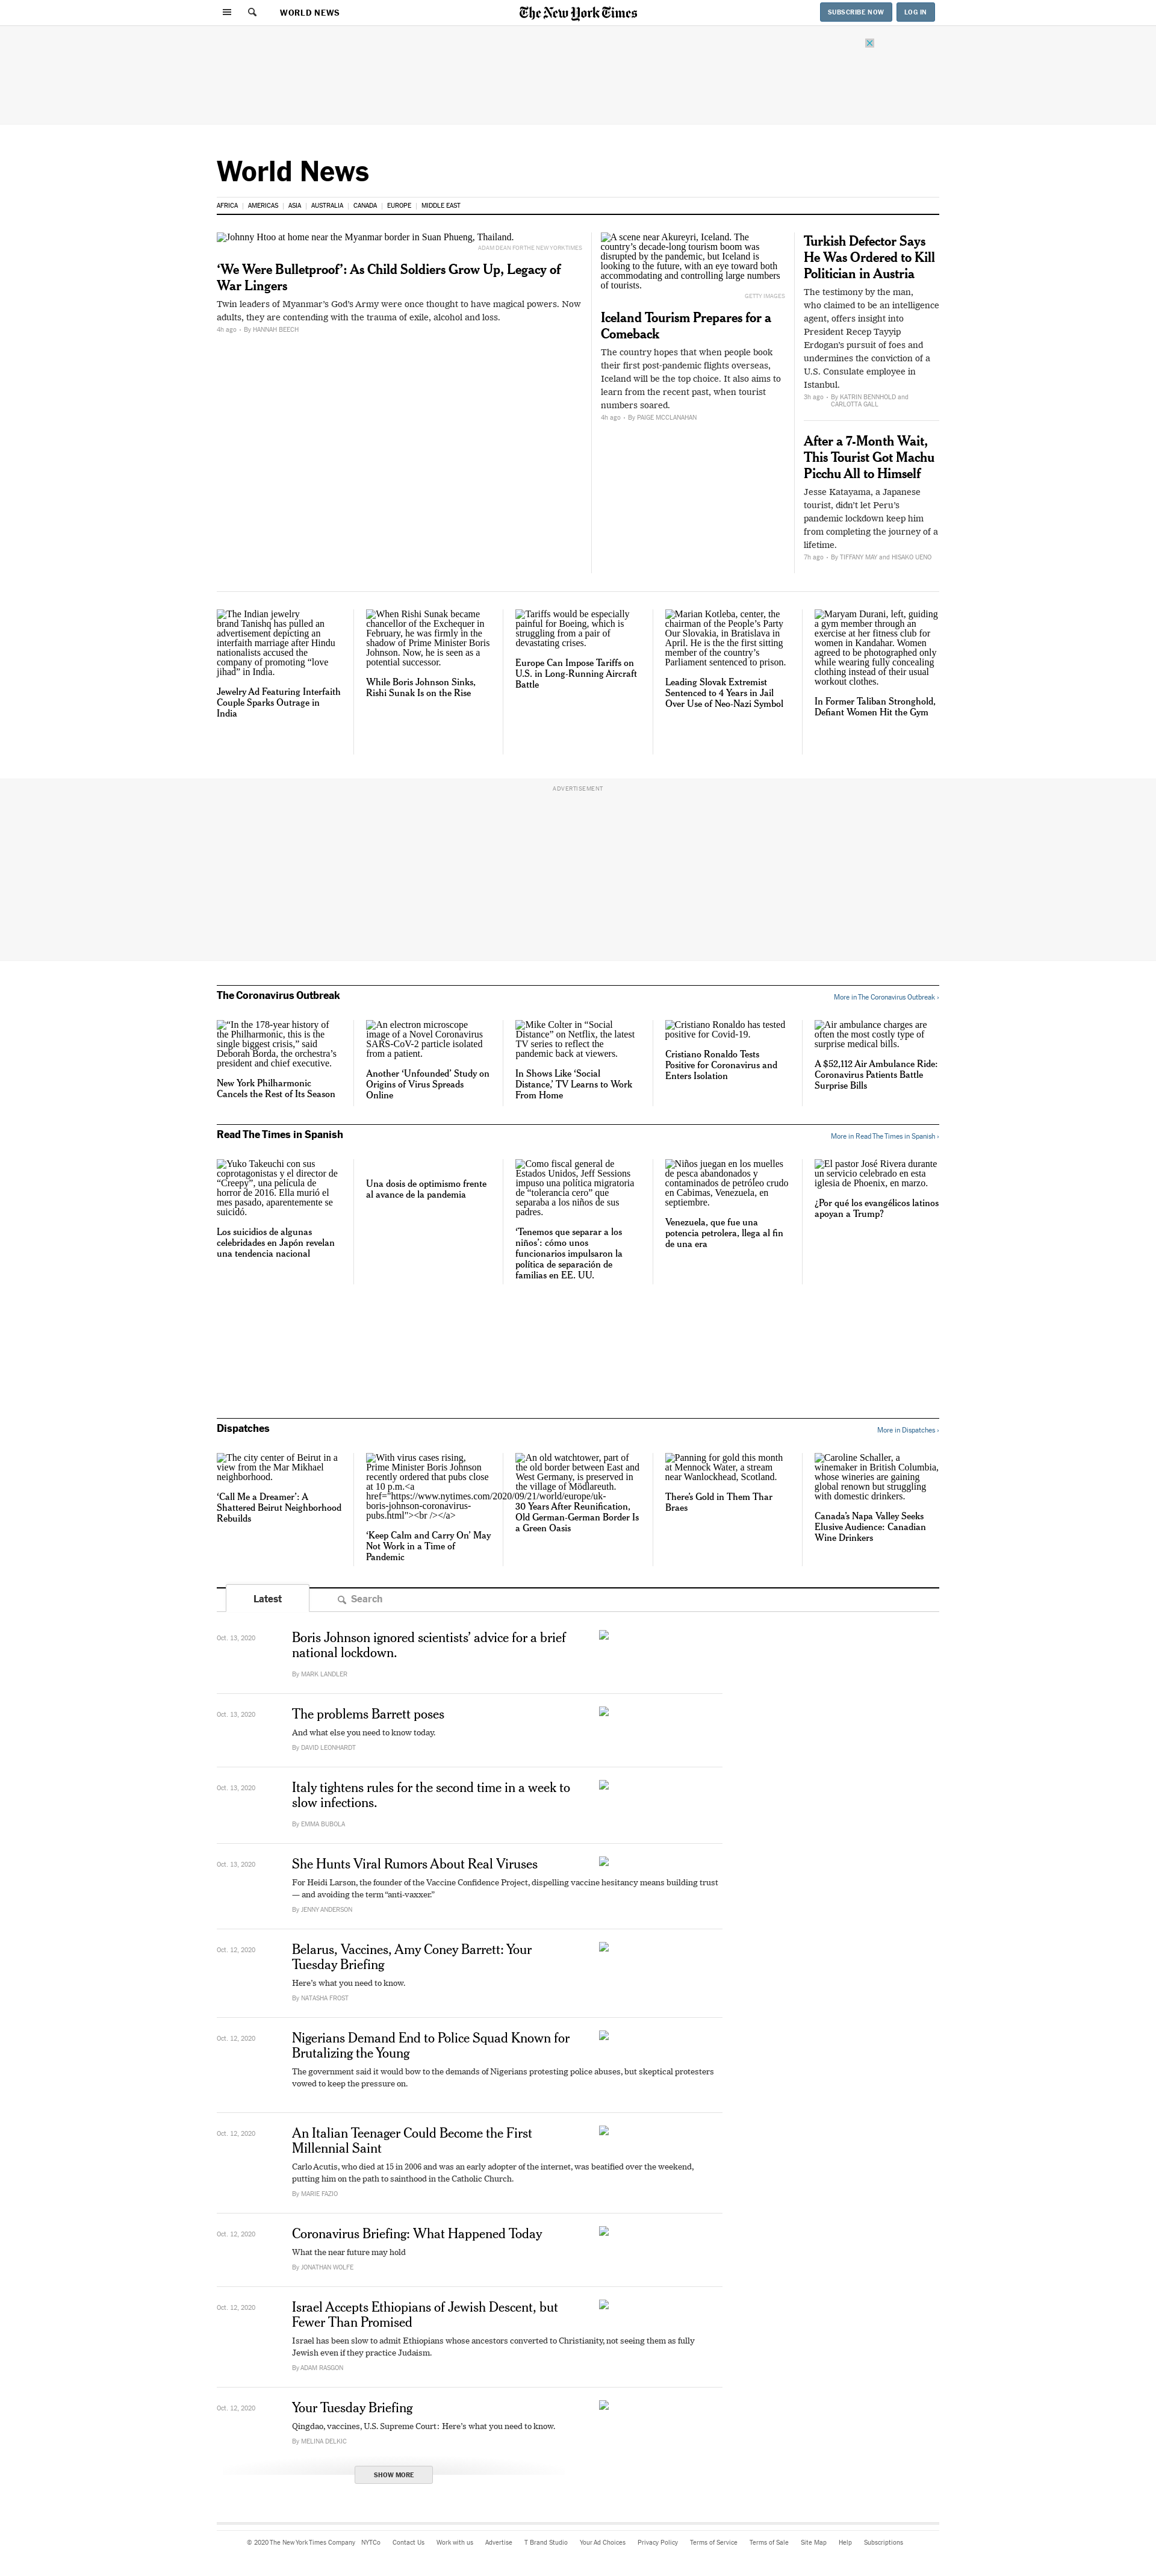 WORLD NEWS
The New York Times
SUBSCRIBE NOW
LOG IN
World News
AFRICA
AMERICAS
ASIA
AUSTRALIA
CANADA
EUROPE
MIDDLE EAST
Johnny Htoo at home near the Myanmar border in Suan Phueng, Thailand.
ADAM DEAN FOR THE NEW YORK TIMES
‘We Were Bulletproof’: As Child Soldiers Grow Up, Legacy of
War Lingers
Twin leaders of Myanmar’s God’s Army were once thought to have magical powers. Now
adults, they are contending with the trauma of exile, alcohol and loss.
4h ago • By HANNAH BEECH
A scene near Akureyri, Iceland. The
country’s decade-long tourism boom was
disrupted by the pandemic, but Iceland is
looking to the future, with an eye toward both
accommodating and controlling large numbers
of tourists.
GETTY IMAGES
Iceland Tourism Prepares for a
Comeback
The country hopes that when people book
their first post-pandemic flights overseas,
Iceland will be the top choice. It also aims to
learn from the recent past, when tourist
numbers soared.
4h ago • By PAIGE MCCLANAHAN
Turkish Defector Says
He Was Ordered to Kill
Politician in Austria
The testimony by the man,
who claimed to be an intelligence
agent, offers insight into
President Recep Tayyip
Erdogan’s pursuit of foes and
undermines the conviction of a
U.S. Consulate employee in
Istanbul.
3h ago • By KATRIN BENNHOLD and
CARLOTTA GALL
After a 7-Month Wait,
This Tourist Got Machu
Picchu All to Himself
Jesse Katayama, a Japanese
tourist, didn’t let Peru’s
pandemic lockdown keep him
from completing the journey of a
lifetime.
7h ago • By TIFFANY MAY and HISAKO UENO
The Indian jewelry
brand Tanishq has pulled an
advertisement depicting an
interfaith marriage after Hindu
nationalists accused the
company of promoting “love
jihad” in India.
Jewelry Ad Featuring Interfaith
Couple Sparks Outrage in
India
When Rishi Sunak became
chancellor of the Exchequer in
February, he was firmly in the
shadow of Prime Minister Boris
Johnson. Now, he is seen as a
potential successor.
While Boris Johnson Sinks,
Rishi Sunak Is on the Rise
Tariffs would be especially
painful for Boeing, which is
struggling from a pair of
devastating crises.
Europe Can Impose Tariffs on
U.S. in Long-Running Aircraft
Battle
Marian Kotleba, center, the
chairman of the People’s Party
Our Slovakia, in Bratislava in
April. He is the the first sitting
member of the country’s
Parliament sentenced to prison.
Leading Slovak Extremist
Sentenced to 4 Years in Jail
Over Use of Neo-Nazi Symbol
Maryam Durani, left, guiding
a gym member through an
exercise at her fitness club for
women in Kandahar. Women
agreed to be photographed only
while wearing fully concealing
clothing instead of their usual
workout clothes.
In Former Taliban Stronghold,
Defiant Women Hit the Gym
ADVERTISEMENT
The Coronavirus Outbreak
More in The Coronavirus Outbreak ›
“In the 178-year history of
the Philharmonic, this is the
single biggest crisis,” said
Deborah Borda, the orchestra’s
president and chief executive.
New York Philharmonic
Cancels the Rest of Its Season
An electron microscope
image of a Novel Coronavirus
SARS-CoV-2 particle isolated
from a patient.
Another ‘Unfounded’ Study on
Origins of Virus Spreads
Online
Mike Colter in “Social
Distance” on Netflix, the latest
TV series to reflect the
pandemic back at viewers.
In Shows Like ‘Social
Distance,’ TV Learns to Work
From Home
Cristiano Ronaldo has tested
positive for Covid-19.
Cristiano Ronaldo Tests
Positive for Coronavirus and
Enters Isolation
Air ambulance charges are
often the most costly type of
surprise medical bills.
A $52,112 Air Ambulance Ride:
Coronavirus Patients Battle
Surprise Bills
Read The Times in Spanish
More in Read The Times in Spanish ›
Yuko Takeuchi con sus
coprotagonistas y el director de
“Creepy”, una película de
horror de 2016. Ella murió el
mes pasado, aparentemente se
suicidó.
Los suicidios de algunas
celebridades en Japón revelan
una tendencia nacional
Una dosis de optimismo frente
al avance de la pandemia
Como fiscal general de
Estados Unidos, Jeff Sessions
impuso una política migratoria
de “tolerancia cero” que
separaba a los niños de sus
padres.
‘Tenemos que separar a los
niños’: cómo unos
funcionarios impulsaron la
política de separación de
familias en EE. UU.
Niños juegan en los muelles
de pesca abandonados y
contaminados de petróleo crudo
en Cabimas, Venezuela, en
septiembre.
Venezuela, que fue una
potencia petrolera, llega al fin
de una era
El pastor José Rivera durante
un servicio celebrado en esta
iglesia de Phoenix, en marzo.
¿Por qué los evangélicos latinos
apoyan a Trump?
Dispatches
More in Dispatches ›
The city center of Beirut in a
view from the Mar Mikhael
neighborhood.
‘Call Me a Dreamer’: A
Shattered Beirut Neighborhood
Rebuilds
With virus cases rising,
Prime Minister Boris Johnson
recently ordered that pubs close
at 10 p.m.<a
href="https://www.nytimes.com/2020/09/21/world/europe/uk-
boris-johnson-coronavirus-
pubs.html"><br /></a>
‘Keep Calm and Carry On’ May
Not Work in a Time of
Pandemic
An old watchtower, part of
the old border between East and
West Germany, is preserved in
the village of Mödlareuth.
30 Years After Reunification,
Old German-German Border Is
a Green Oasis
Panning for gold this month
at Mennock Water, a stream
near Wanlockhead, Scotland.
There’s Gold in Them Thar
Braes
Caroline Schaller, a
winemaker in British Columbia,
whose wineries are gaining
global renown but struggling
with domestic drinkers.
Canada’s Napa Valley Seeks
Elusive Audience: Canadian
Wine Drinkers
Latest
Search
Oct. 13, 2020
Boris Johnson ignored scientists’ advice for a brief
national lockdown.
By MARK LANDLER
Oct. 13, 2020
The problems Barrett poses
And what else you need to know today.
By DAVID LEONHARDT
Oct. 13, 2020
Italy tightens rules for the second time in a week to
slow infections.
By EMMA BUBOLA
Oct. 13, 2020
She Hunts Viral Rumors About Real Viruses
For Heidi Larson, the founder of the Vaccine Confidence Project, dispelling vaccine hesitancy means building trust
— and avoiding the term “anti-vaxxer.”
By JENNY ANDERSON
Oct. 12, 2020
Belarus, Vaccines, Amy Coney Barrett: Your
Tuesday Briefing
Here’s what you need to know.
By NATASHA FROST
Oct. 12, 2020
Nigerians Demand End to Police Squad Known for
Brutalizing the Young
The government said it would bow to the demands of Nigerians protesting police abuses, but skeptical protesters
vowed to keep the pressure on.
Oct. 12, 2020
An Italian Teenager Could Become the First
Millennial Saint
Carlo Acutis, who died at 15 in 2006 and was an early adopter of the internet, was beatified over the weekend,
putting him on the path to sainthood in the Catholic Church.
By MARIE FAZIO
Oct. 12, 2020
Coronavirus Briefing: What Happened Today
What the near future may hold
By JONATHAN WOLFE
Oct. 12, 2020
Israel Accepts Ethiopians of Jewish Descent, but
Fewer Than Promised
Israel has been slow to admit Ethiopians whose ancestors converted to Christianity, not seeing them as fully
Jewish even if they practice Judaism.
By ADAM RASGON
Oct. 12, 2020
Your Tuesday Briefing
Qingdao, vaccines, U.S. Supreme Court: Here’s what you need to know.
By MELINA DELKIC
SHOW MORE
© 2020 The New York Times Company NYTCo Contact Us Work with us Advertise T Brand Studio Your Ad Choices Privacy Policy Terms of Service Terms of Sale Site Map Help Subscriptions